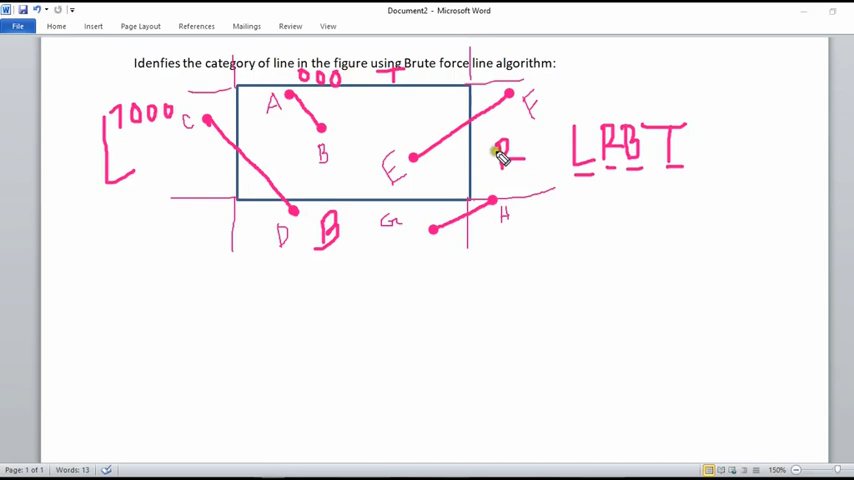 Document2 - Microsoft Word
File Home Insert Page Layout References Mailings Review View
Idenfies the category of line in the figure using Brute force line algorithm:
000 T
1000 C A F
L B E R L R B T
D B G H
Page: 1 of 1 Words: 13 150%